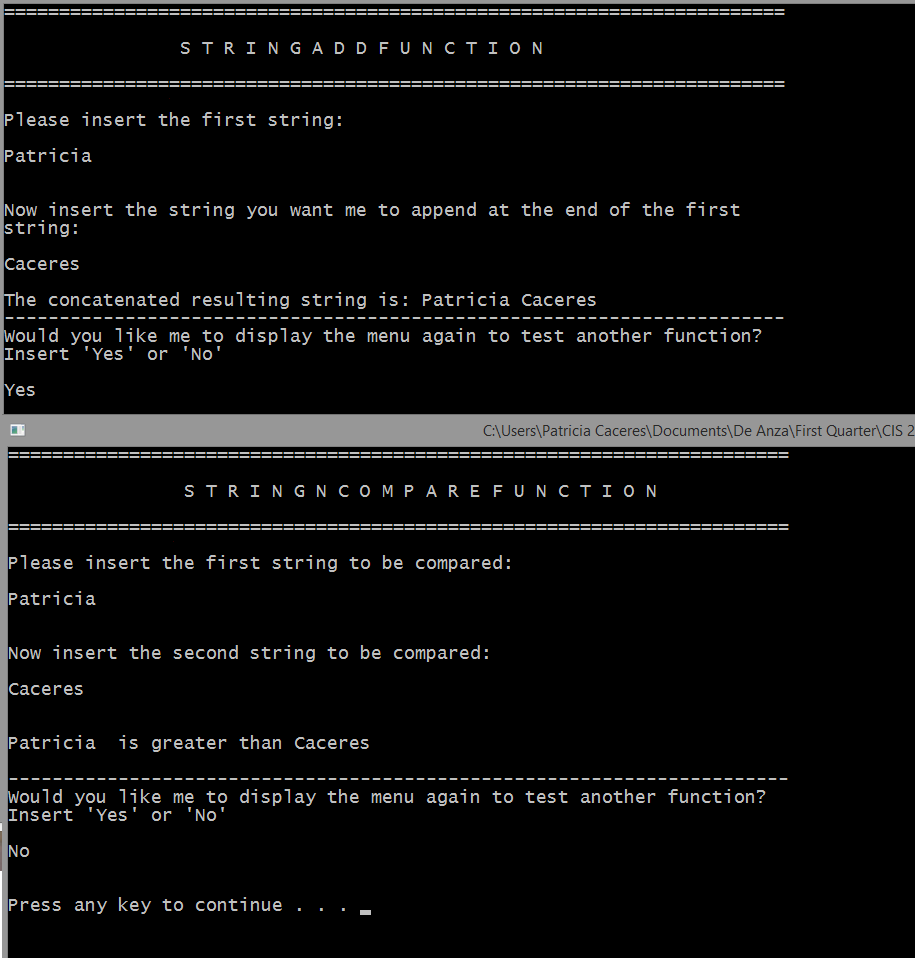 ======================================================================
S T R I N G A D D F U N C T I O N
======================================================================
Please insert the first string:
Patricia
Now insert the string you want me to append at the end of the first
string:
Caceres
The concatenated resulting string is: Patricia Caceres
----------------------------------------------------------------------
Would you like me to display the menu again to test another function?
Insert 'Yes' or 'No'
Yes
C:\Users\Patricia Caceres\Documents\De Anza\First Quarter\CIS 2
======================================================================
S T R I N G N C O M P A R E F U N C T I O N
======================================================================
Please insert the first string to be compared:
Patricia
Now insert the second string to be compared:
Caceres
Patricia  is greater than Caceres
----------------------------------------------------------------------
Would you like me to display the menu again to test another function?
Insert 'Yes' or 'No'
No
Press any key to continue . . . _